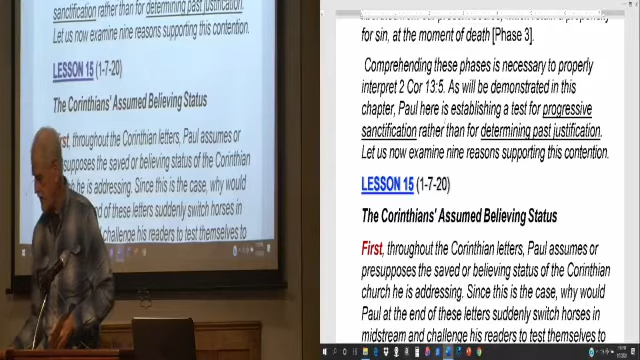 sanctification rather than for determining past justification.
Let us now examine nine reasons supporting this contention.
LESSON 15 (1-7-20)
The Corinthians' Assumed Believing Status
First, throughout the Corinthian letters, Paul assumes or
presupposes the saved or believing status of the Corinthian
church he is addressing. Since this is the case, why would
end of these letters suddenly switch horses in
and challenge his readers to test themselves to
for sin, at the moment of death [Phase 3].
Comprehending these phases is necessary to properly
interpret 2 Cor 13:5. As will be demonstrated in this
chapter, Paul here is establishing a test for progressive
sanctification rather than for determining past justification.
Let us now examine nine reasons supporting this contention.
LESSON 15 (1-7-20)
The Corinthians' Assumed Believing Status
First, throughout the Corinthian letters, Paul assumes or
presupposes the saved or believing status of the Corinthian
church he is addressing. Since this is the case, why would
Paul at the end of these letters suddenly switch horses in
midstream and challenge his readers to test themselves to